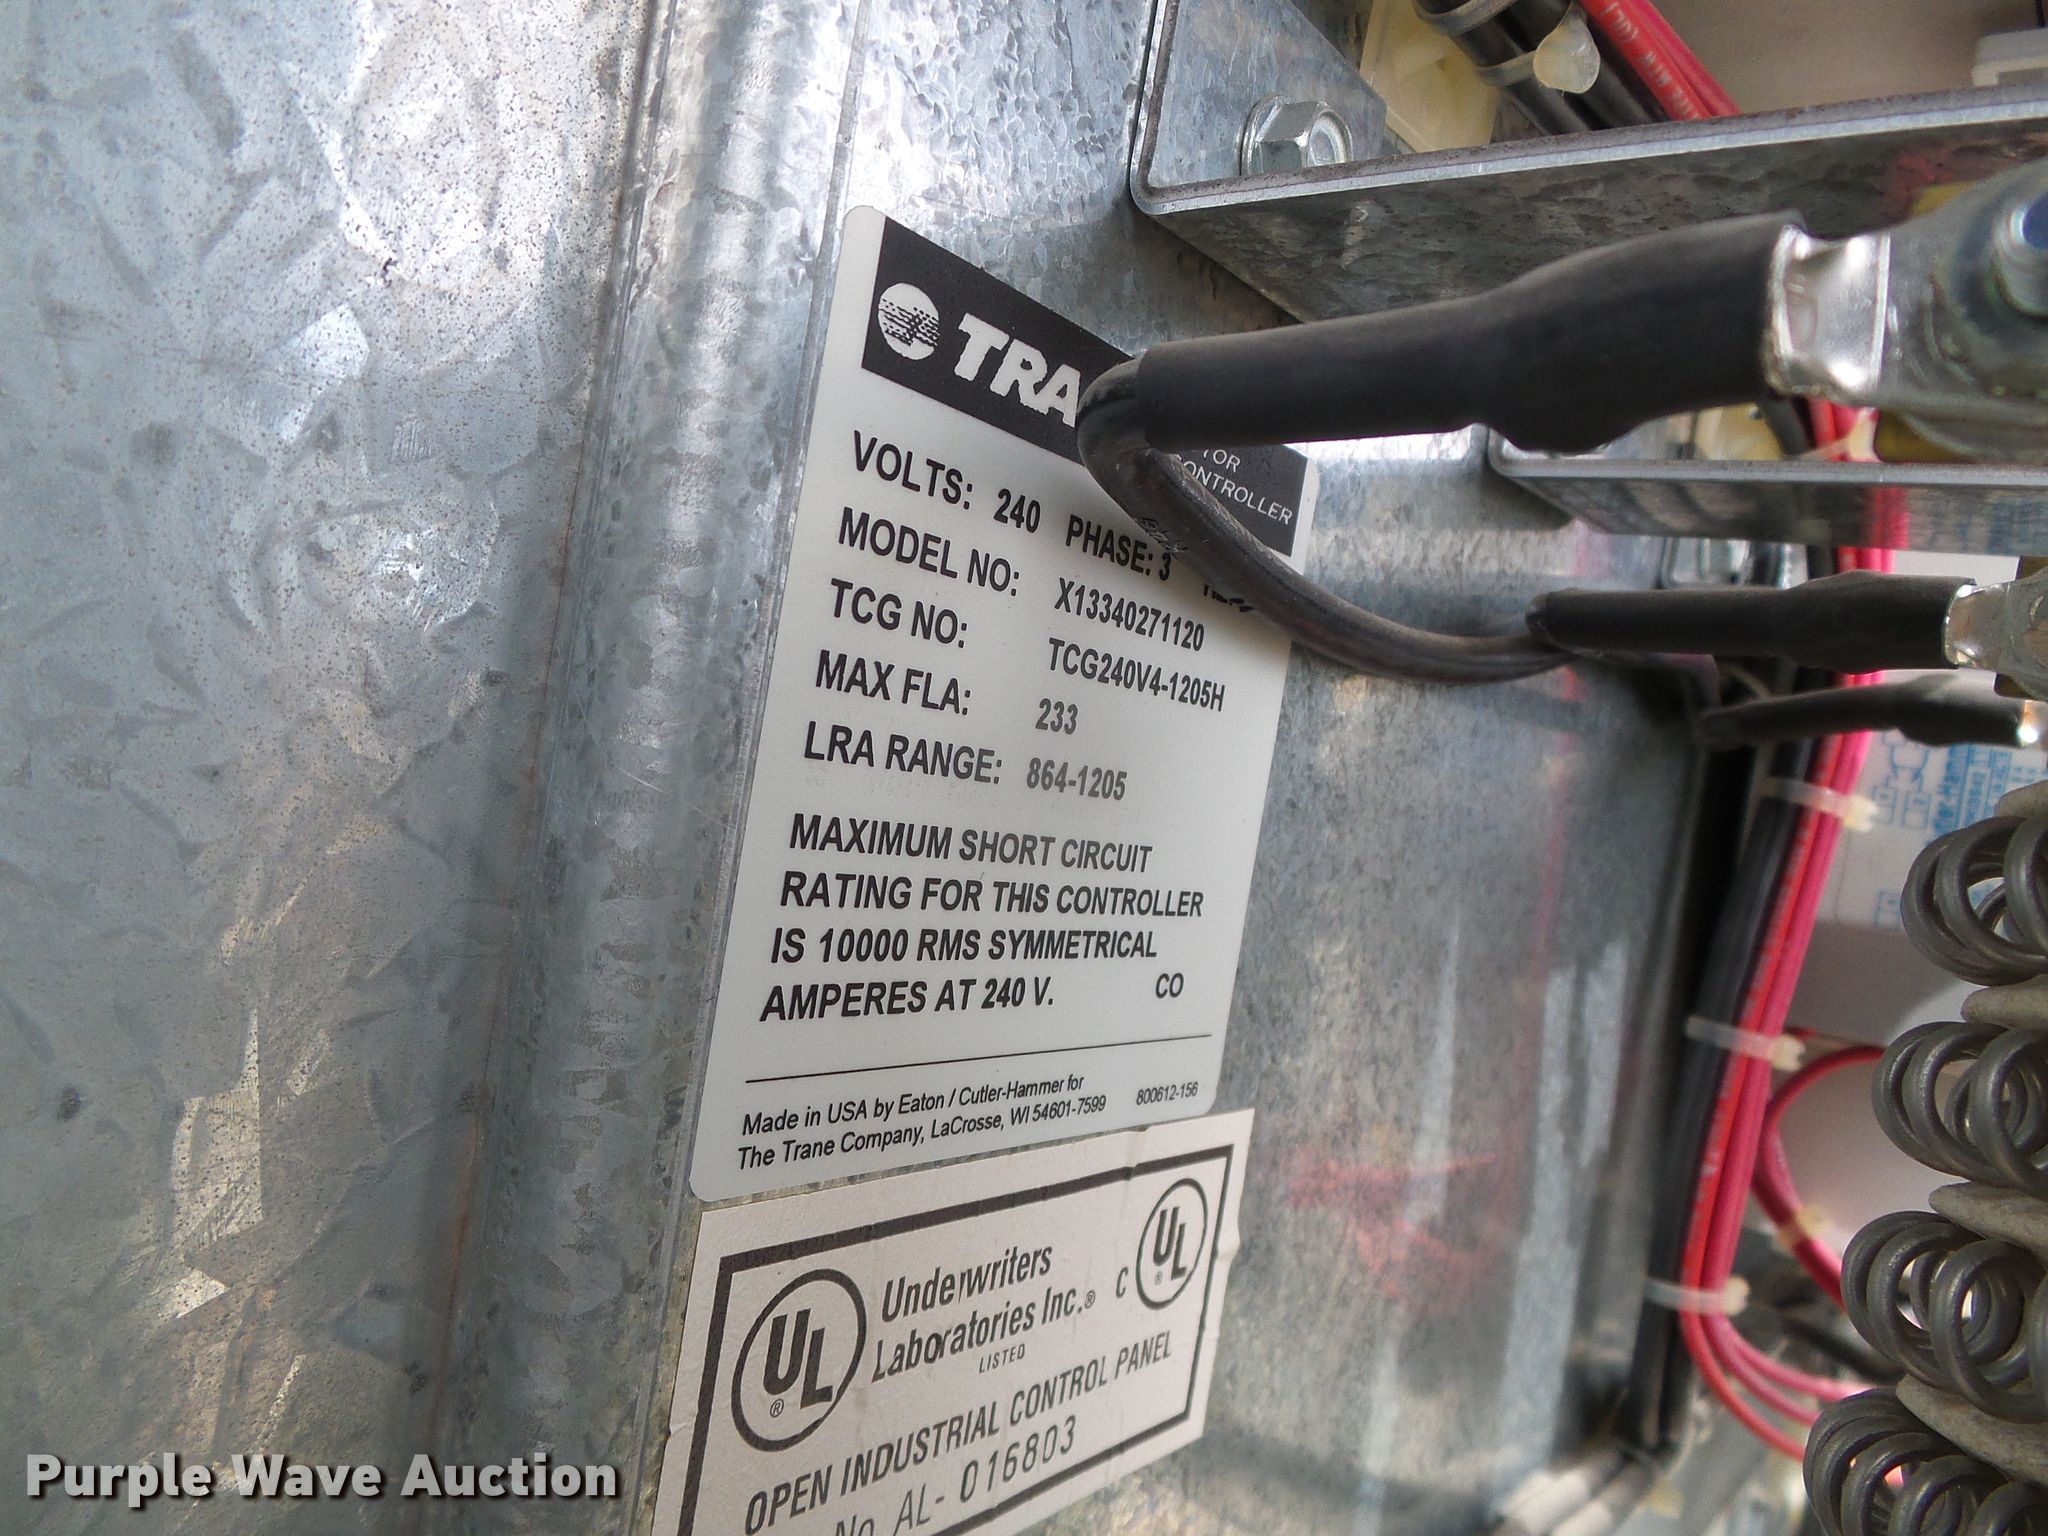 TRA
TOR
CONTROLLER
VOLTS: 240 PHASE: 3
MODEL NO: X13340271120
TCG NO: TCG240V4-1205H
MAX FLA: 233
LRA RANGE: 864-1205
MAXIMUM SHORT CIRCUIT
RATING FOR THIS CONTROLLER
IS 10000 RMS SYMMETRICAL
AMPERES AT 240 V. CO
Made in USA by Eaton / Cutler-Hammer for
The Trane Company, LaCrosse, WI 54601-7599 800612-156
UL ® Underwriters
Laboratories Inc.® C UL ®
LISTED
OPEN INDUSTRIAL CONTROL PANEL
No. AL- 016803
Purple Wave Auction